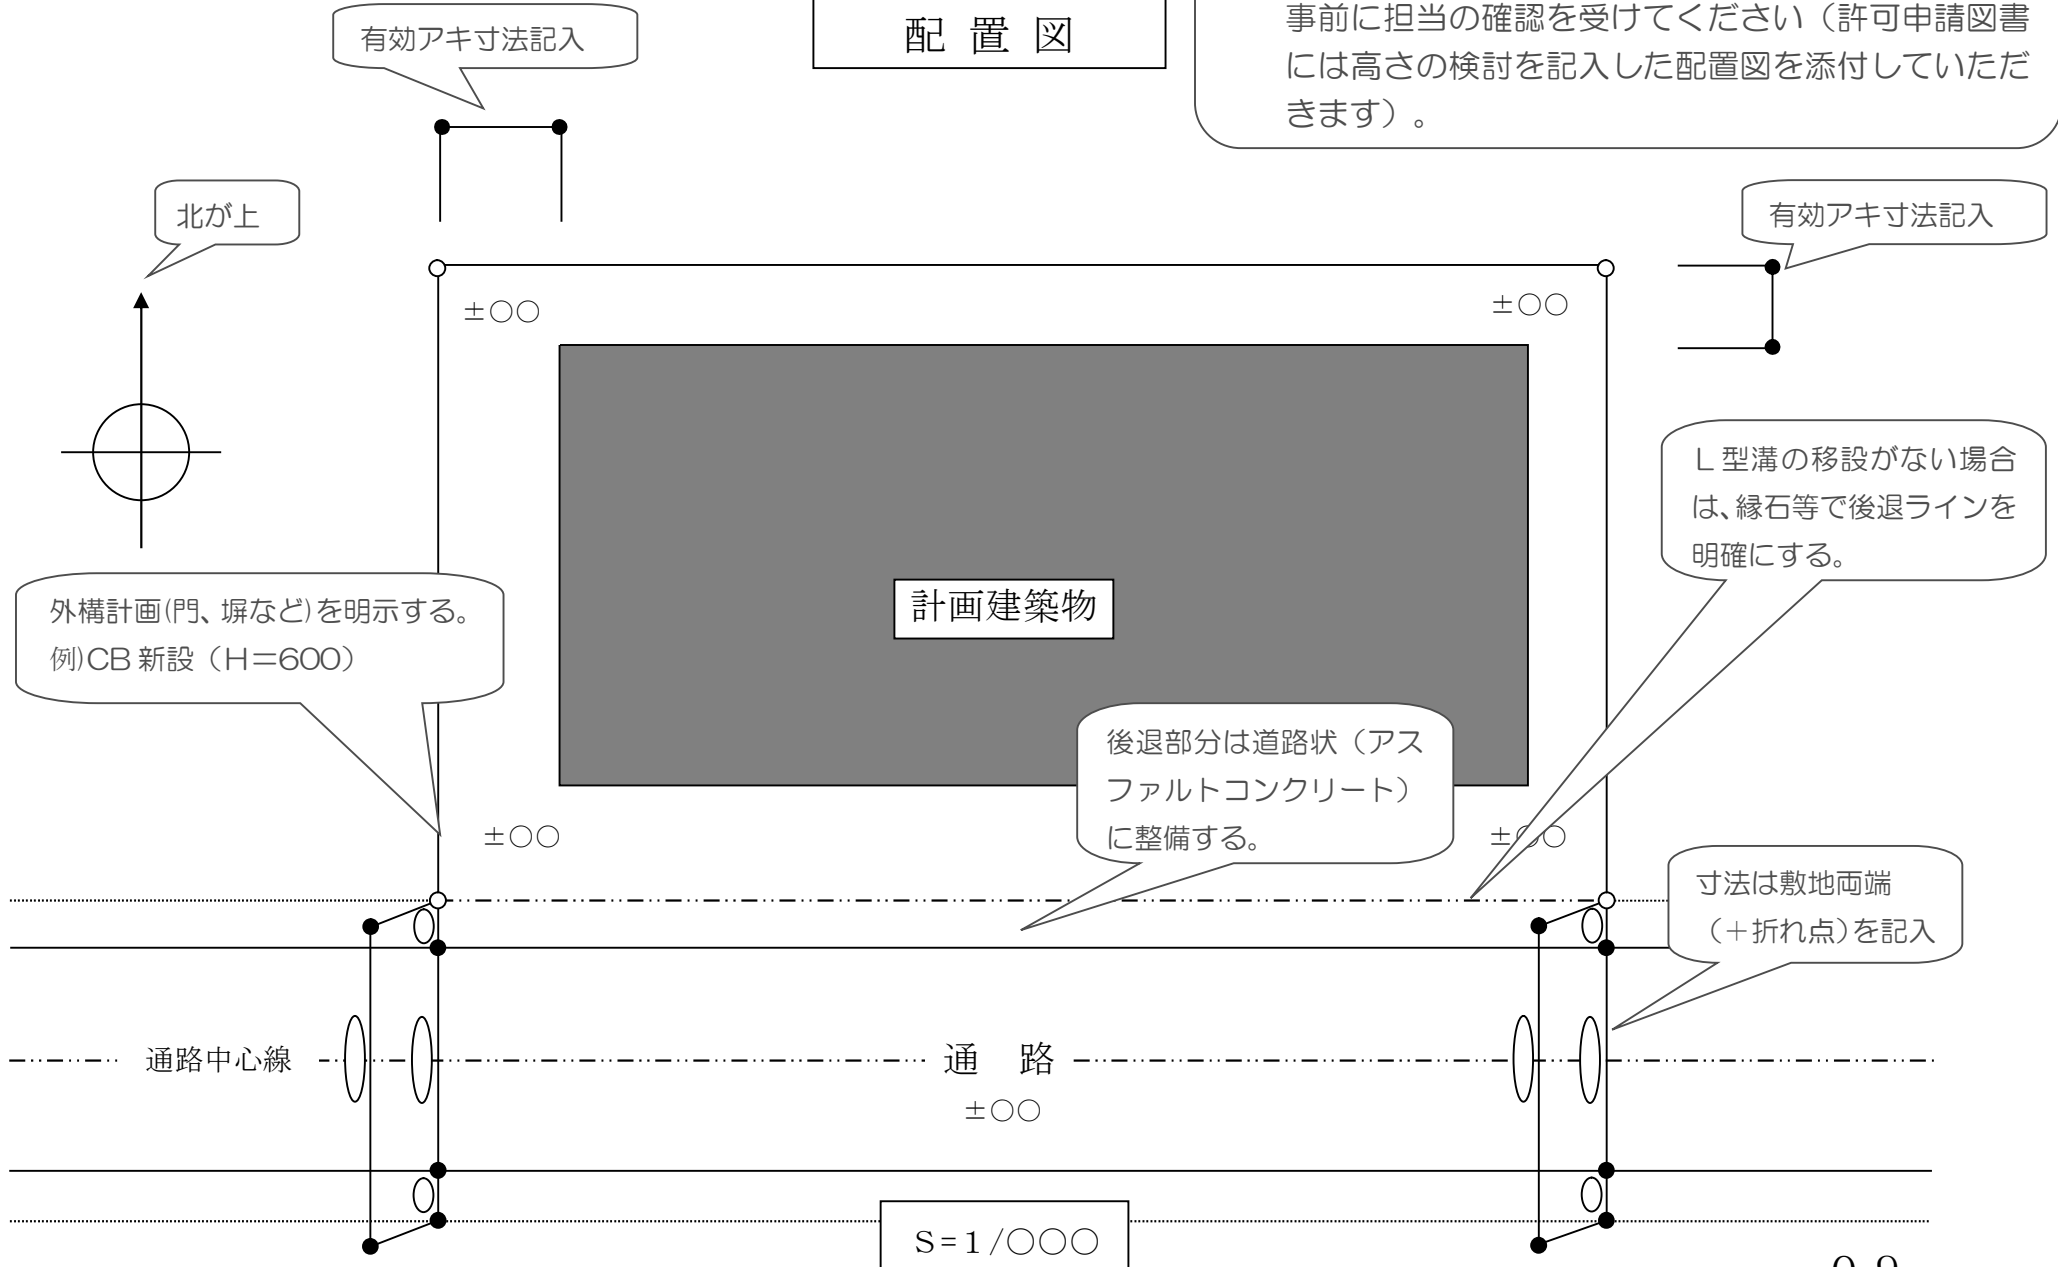 有効アキ寸法記入
配 置 図
事前に担当の確認を受けてください（許可申請図書
には高さの検討を記入した配置図を添付していただ
きます）。
北が上
有効アキ寸法記入
±○○
±○○
L型溝の移設がない場合
は、縁石等で後退ラインを
明確にする。
外構計画(門、塀など)を明示する。
例)CB新設（H＝600）
計画建築物
後退部分は道路状（アス
ファルトコンクリート）
に整備する。
±○○
±○○
寸法は敷地両端
（＋折れ点）を記入
通路中心線
通 路
±○○
S=1/○○○